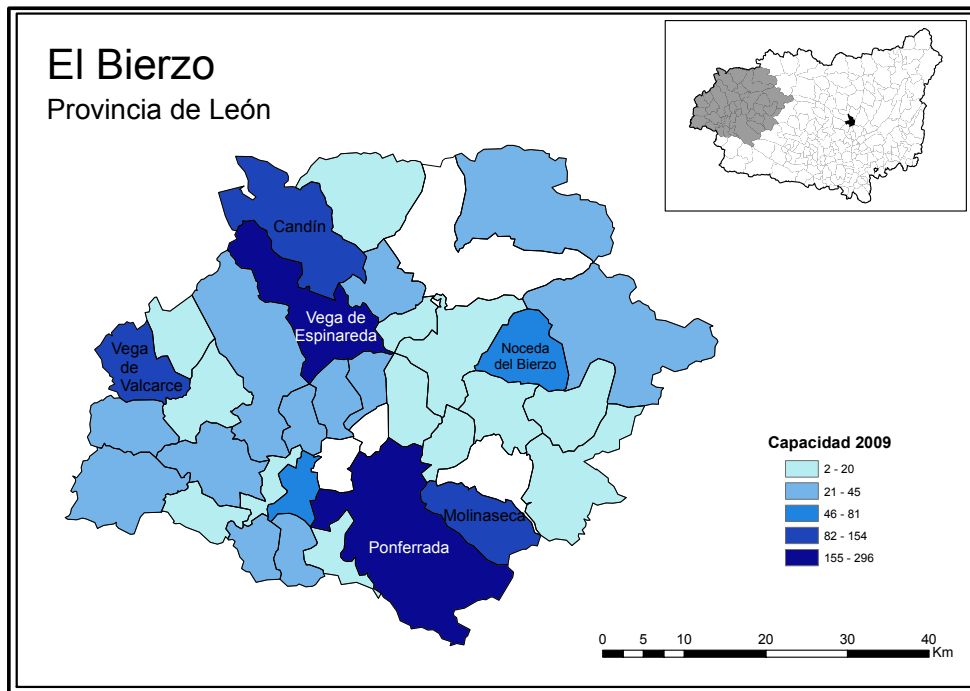 El Bierzo
Provincia de León
Candín
Vega de
Espinareda
Vega
de
Valcarce
Noceda
del Bierzo
Molinaseca
Ponferrada
Capacidad 2009
2 - 20
21 - 45
46 - 81
82 - 154
155 - 296
0 5 10 20 30 40
Km